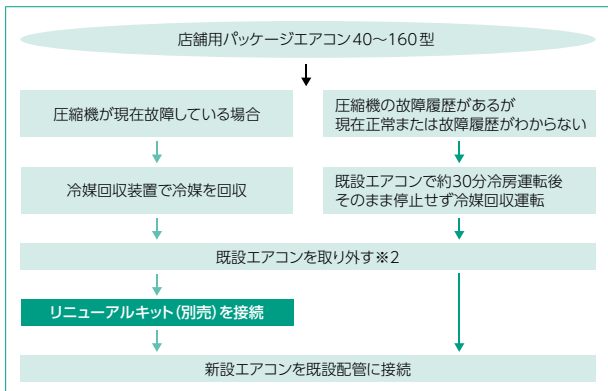 店舗用パッケージエアコン40～160型
圧縮機が現在故障している場合
圧縮機の故障履歴があるが
現在正常または故障履歴がわからない
冷媒回収装置で冷媒を回収
既設エアコンで約30分冷房運転後
そのまま停止せず冷媒回収運転
既設エアコンを取り外す※2
リニューアルキット（別売）を接続
新設エアコンを既設配管に接続